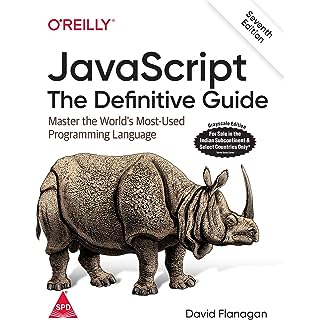 O'REILLY®
Seventh Edition
JavaScript
The Definitive Guide
Master the World's Most-Used
Programming Language
Grayscale Edition
For Sale in the
Indian Subcontinent &
Select Countries Only*
SPD
David Flanagan